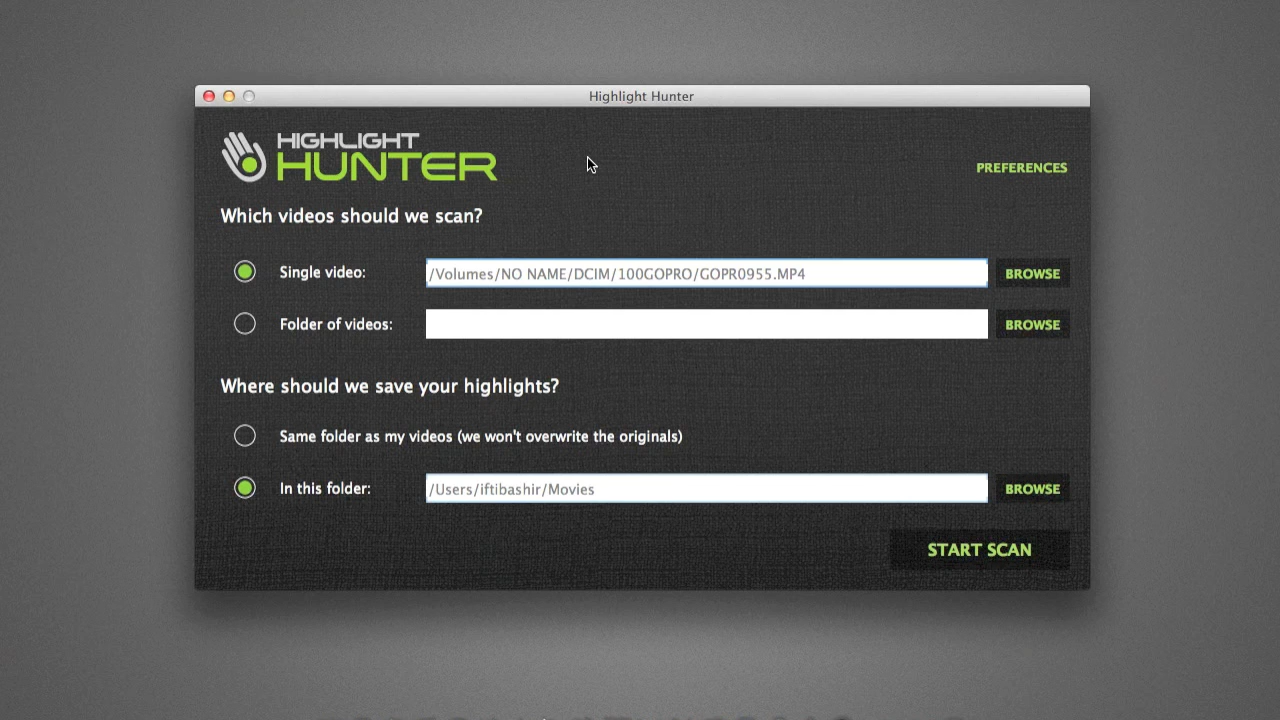 Highlight Hunter
HIGHLIGHT
HUNTER
PREFERENCES
Which videos should we scan?
Single video: /Volumes/NO NAME/DCIM/100GOPRO/GOPR0955.MP4 BROWSE
Folder of videos: BROWSE
Where should we save your highlights?
Same folder as my videos (we won't overwrite the originals)
In this folder: /Users/iftibashir/Movies BROWSE
START SCAN